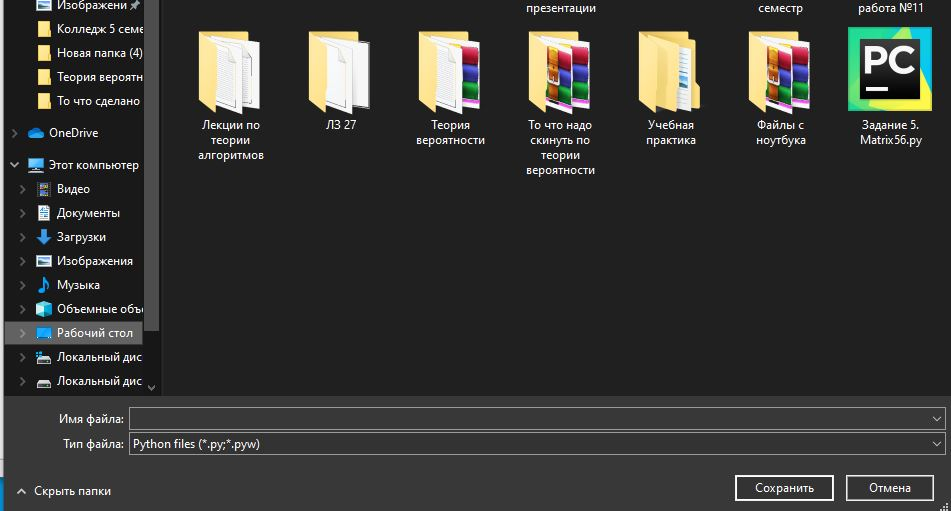 Изображени
Колледж 5 семе
Новая папка (4)
Теория вероятн
То что сделано
OneDrive
Этот компьютер
Видео
Документы
Загрузки
Изображения
Музыка
Объемные объ
Рабочий стол
Локальный дис
Локальный дис
презентации
семестр
работа №11
Лекции по
теории
алгоритмов
ЛЗ 27
Теория
вероятности
То что надо
скинуть по
теории
вероятности
Учебная
практика
Файлы с
ноутбука
PC
Задание 5.
Matrix56.py
Имя файла:
Тип файла:
Python files (*.py;*.pyw)
Скрыть папки
Сохранить
Отмена